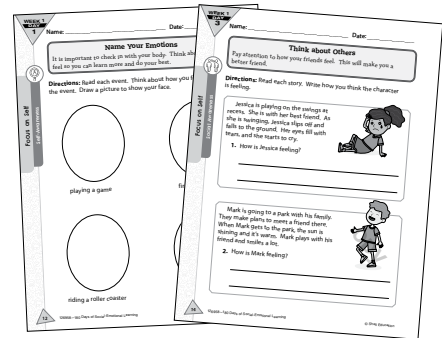 WEEK 1
DAY
1
Name: Date:
Name Your Emotions
It is important to check in with your body. Think
feel so you can learn more and do your best.
Directions: Read each event. Think about how you
the event. Draw a picture to show your face.
Focus on Self
Self-Awareness
playing a game
riding a roller coaster
12
WEEK 1
DAY
3
Name: Date:
Think about Others
Pay attention to how your friends feel. This will make you a
better friend.
Directions: Read each story. Write how you think the character
is feeling.
Focus on Self
Jessica is playing on the swings at
recess. She is with her best friend. As
she is swinging, Jessica slips off and
falls to the ground. Her eyes fill with
tears, and she starts to cry.
1. How is Jessica feeling?
Mark is going to a park with his family.
They make plans to meet a friend there.
When Mark gets to the park, the sun is
shining and it's warm. Mark plays with his
friend and smiles a lot.
2. How is Mark feeling?
14